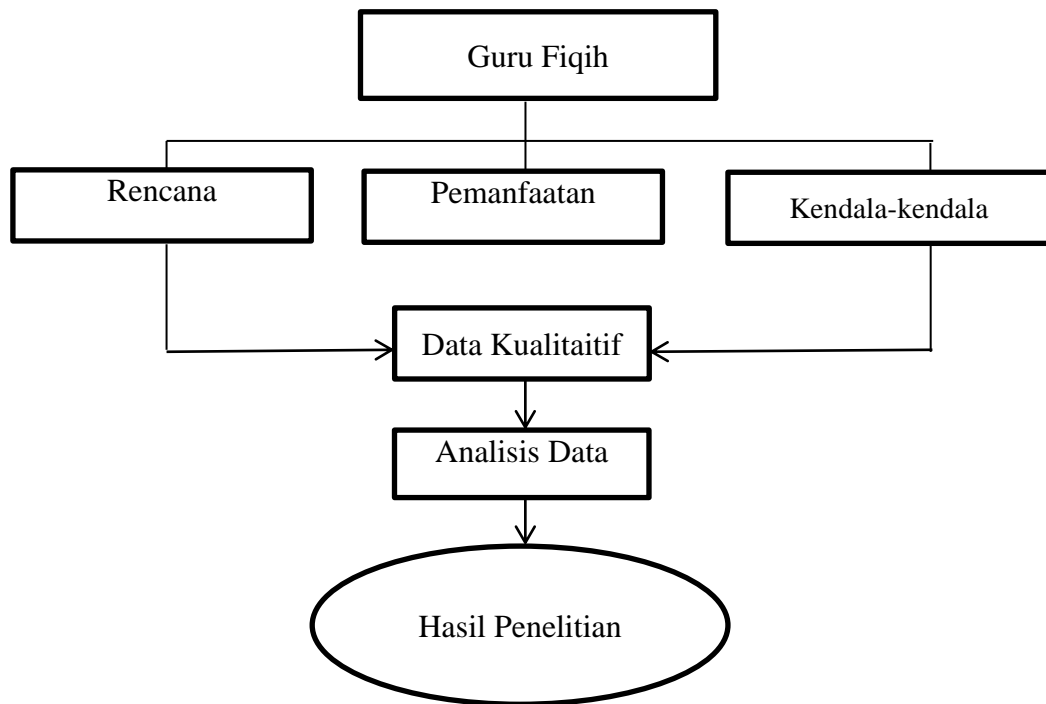 Guru Fiqih
Rencana
Pemanfaatan
Kendala-kendala
Data Kualitaitif
Analisis Data
Hasil Penelitian